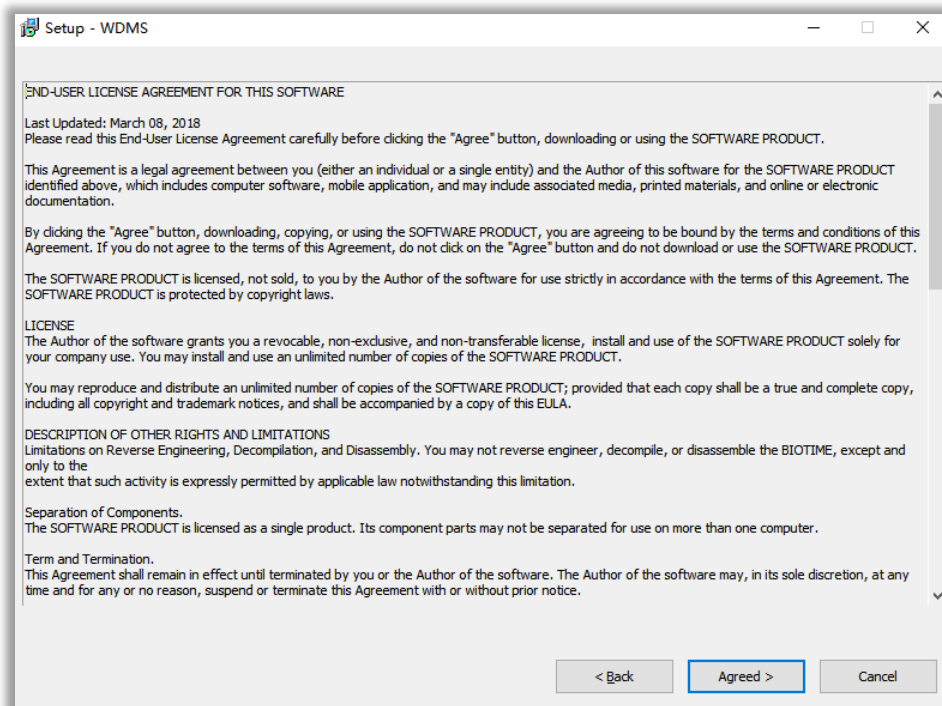 Setup - WDMS
END-USER LICENSE AGREEMENT FOR THIS SOFTWARE
Last Updated: March 08, 2018
Please read this End-User License Agreement carefully before clicking the "Agree" button, downloading or using the SOFTWARE PRODUCT.
This Agreement is a legal agreement between you (either an individual or a single entity) and the Author of this software for the SOFTWARE PRODUCT
identified above, which includes computer software, mobile application, and may include associated media, printed materials, and online or electronic
documentation.
By clicking the "Agree" button, downloading, copying, or using the SOFTWARE PRODUCT, you are agreeing to be bound by the terms and conditions of this
Agreement. If you do not agree to the terms of this Agreement, do not click on the "Agree" button and do not download or use the SOFTWARE PRODUCT.
The SOFTWARE PRODUCT is licensed, not sold, to you by the Author of the software for use strictly in accordance with the terms of this Agreement. The
SOFTWARE PRODUCT is protected by copyright laws.
LICENSE
The Author of the software grants you a revocable, non-exclusive, and non-transferable license,  install and use of the SOFTWARE PRODUCT solely for
your company use. You may install and use an unlimited number of copies of the SOFTWARE PRODUCT.
You may reproduce and distribute an unlimited number of copies of the SOFTWARE PRODUCT; provided that each copy shall be a true and complete copy,
including all copyright and trademark notices, and shall be accompanied by a copy of this EULA.
DESCRIPTION OF OTHER RIGHTS AND LIMITATIONS
Limitations on Reverse Engineering, Decompilation, and Disassembly. You may not reverse engineer, decompile, or disassemble the BIOTIME, except and
only to the
extent that such activity is expressly permitted by applicable law notwithstanding this limitation.
Separation of Components.
The SOFTWARE PRODUCT is licensed as a single product. Its component parts may not be separated for use on more than one computer.
Term and Termination.
This Agreement shall remain in effect until terminated by you or the Author of the software. The Author of the software may, in its sole discretion, at any
time and for any or no reason, suspend or terminate this Agreement with or without prior notice.
< Back
Agreed >
Cancel